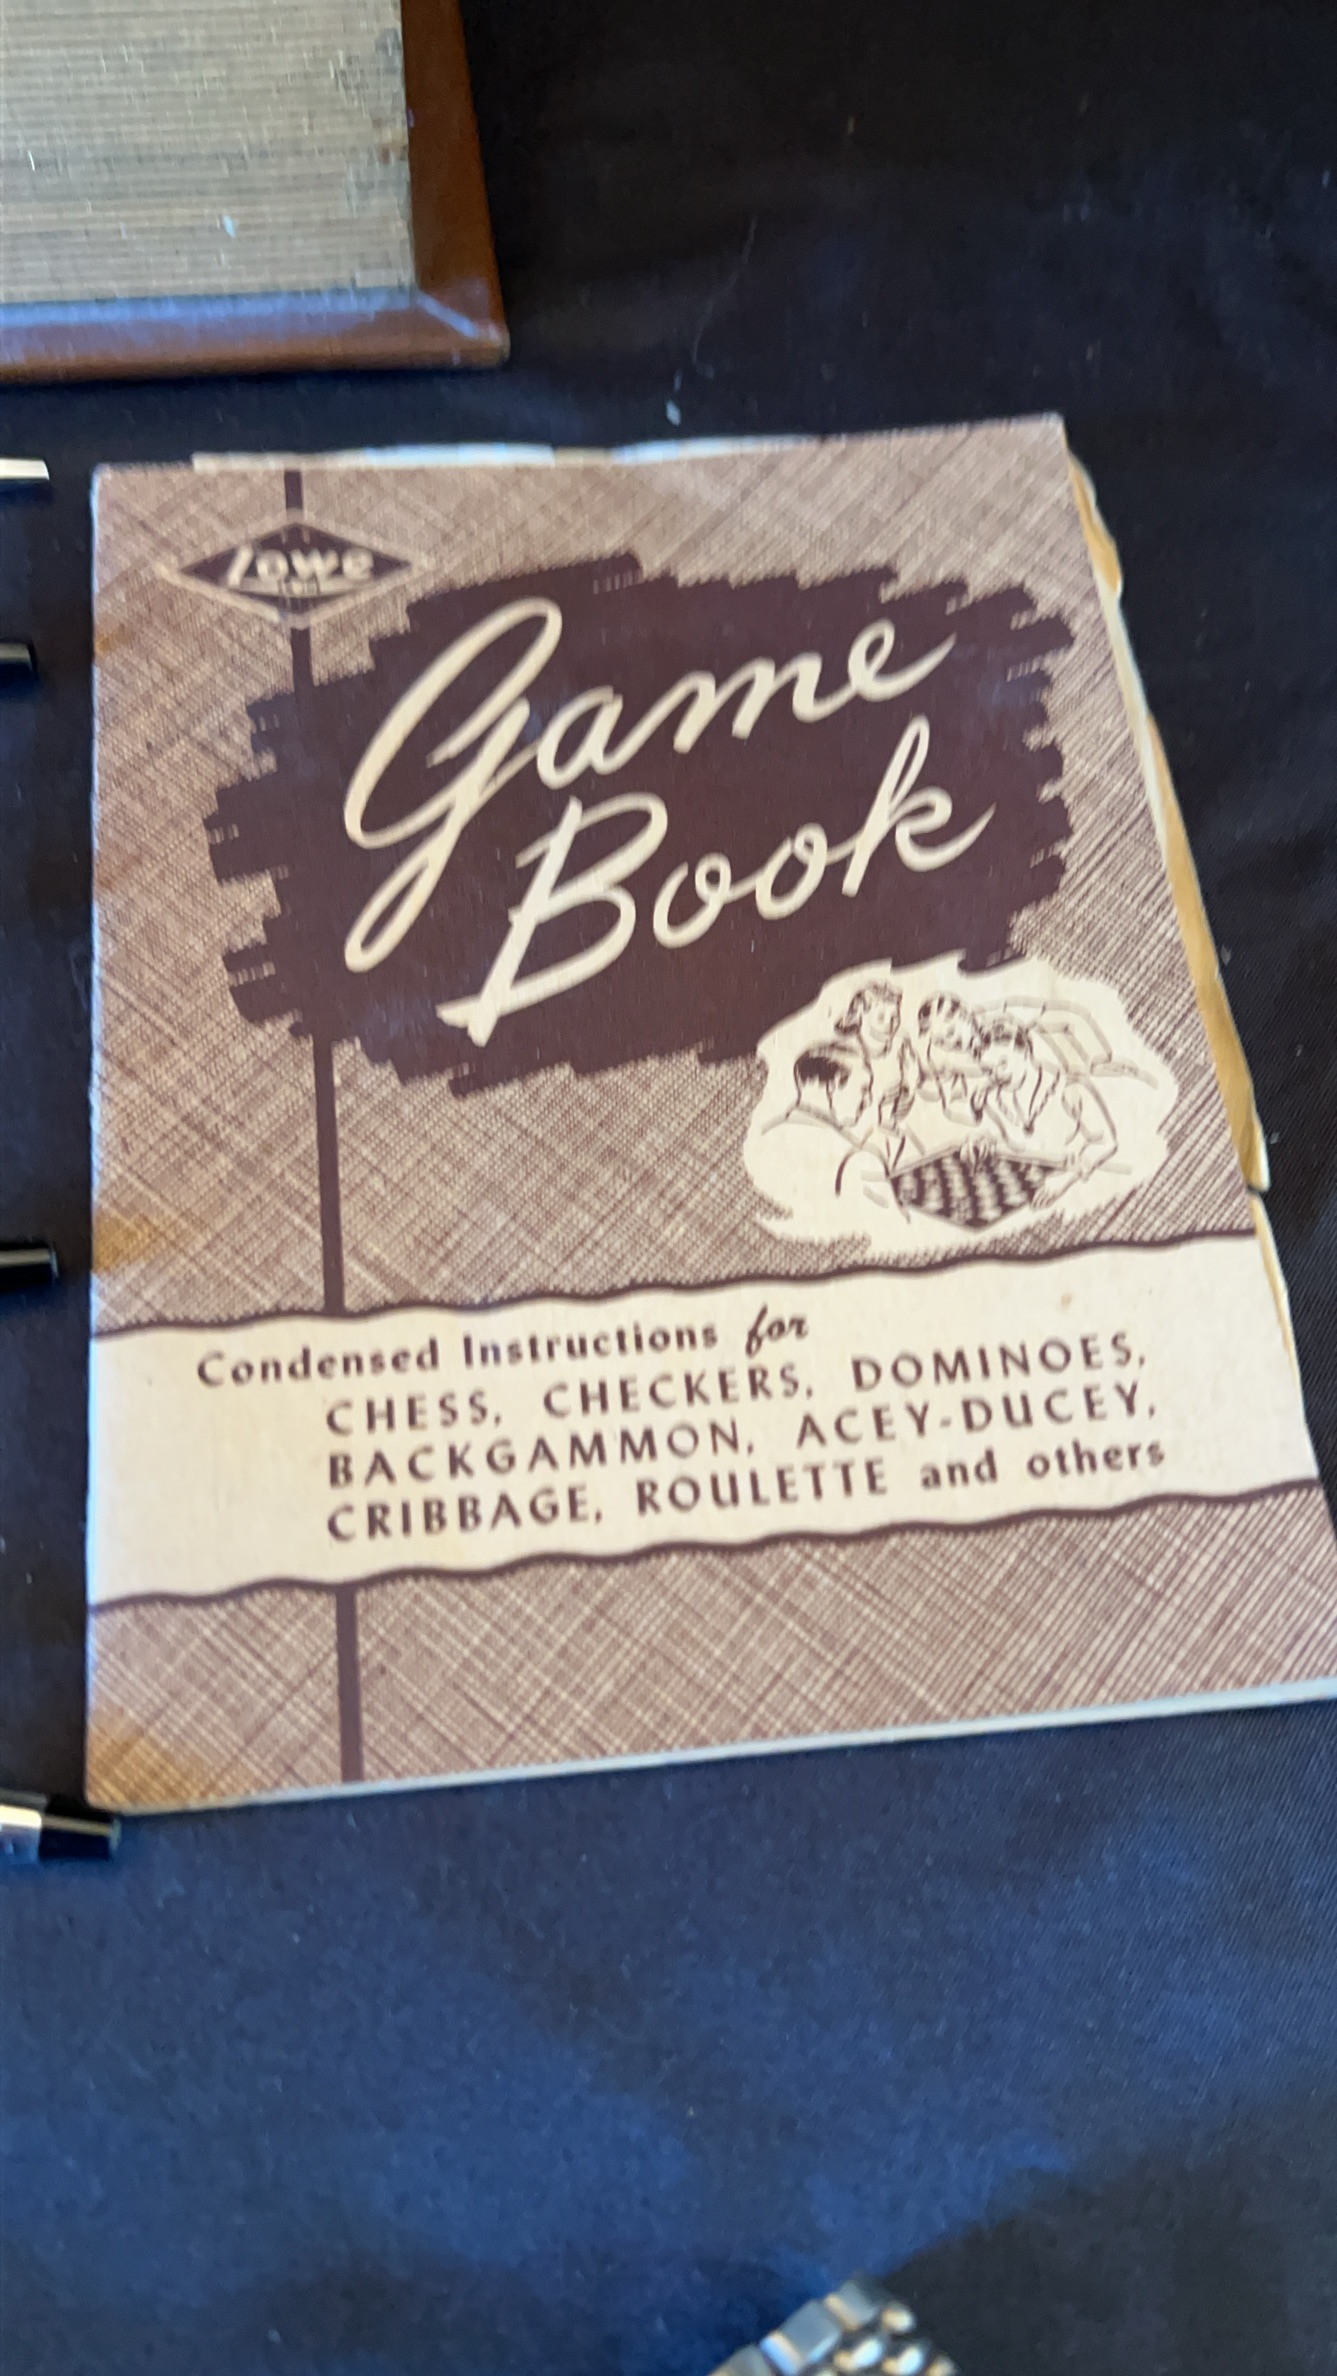 Lowe
Game
Book
Condensed Instructions for
CHESS, CHECKERS, DOMINOES,
BACKGAMMON, ACEY-DUCEY,
CRIBBAGE, ROULETTE and others